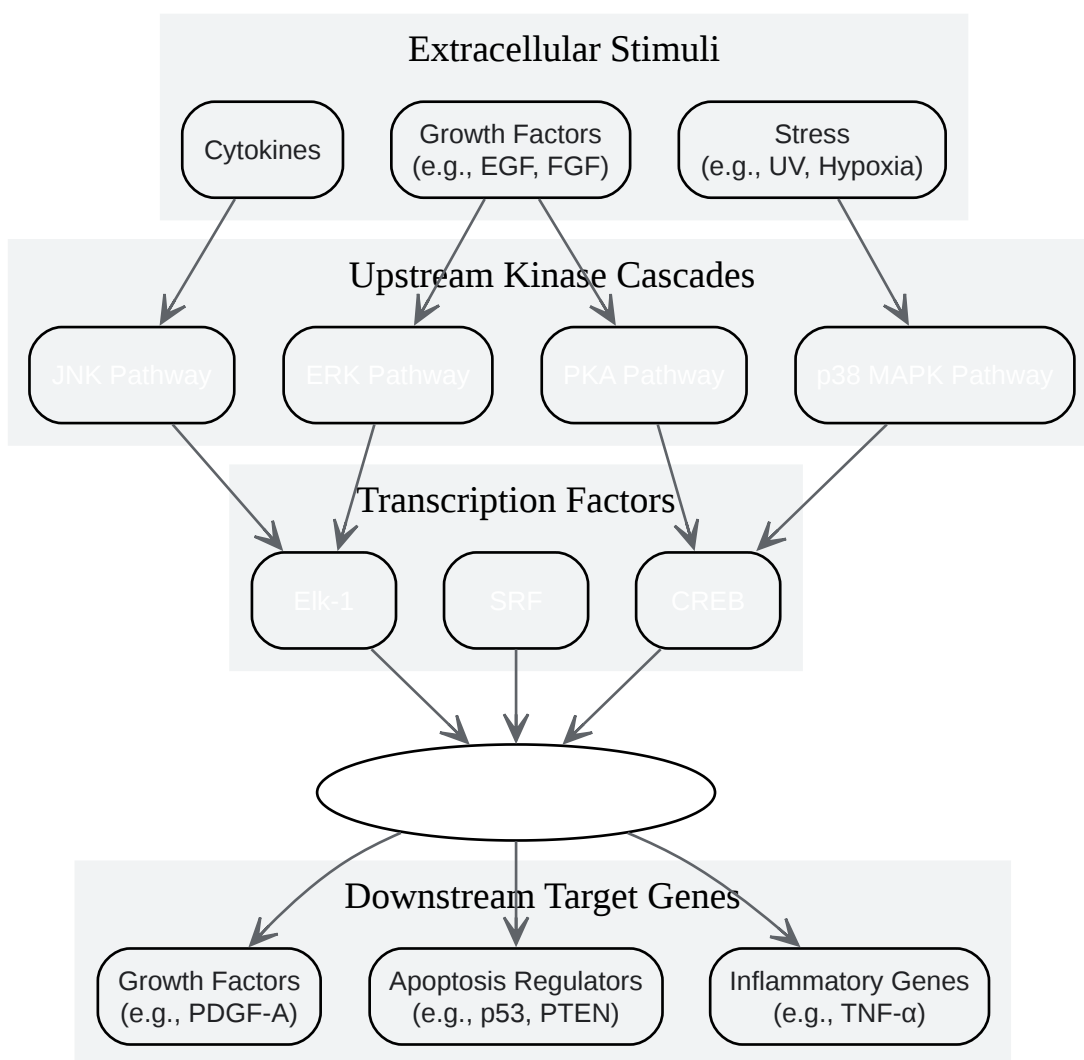 Extracellular Stimuli
Cytokines
Growth Factors
(e.g., EGF, FGF)
Stress
(e.g., UV, Hypoxia)
Upstream Kinase Cascades
JNK Pathway
ERK Pathway
PKA Pathway
p38 MAPK Pathway
Transcription Factors
Elk-1
SRF
CREB
Downstream Target Genes
Growth Factors
(e.g., PDGF-A)
Apoptosis Regulators
(e.g., p53, PTEN)
Inflammatory Genes
(e.g., TNF-α)